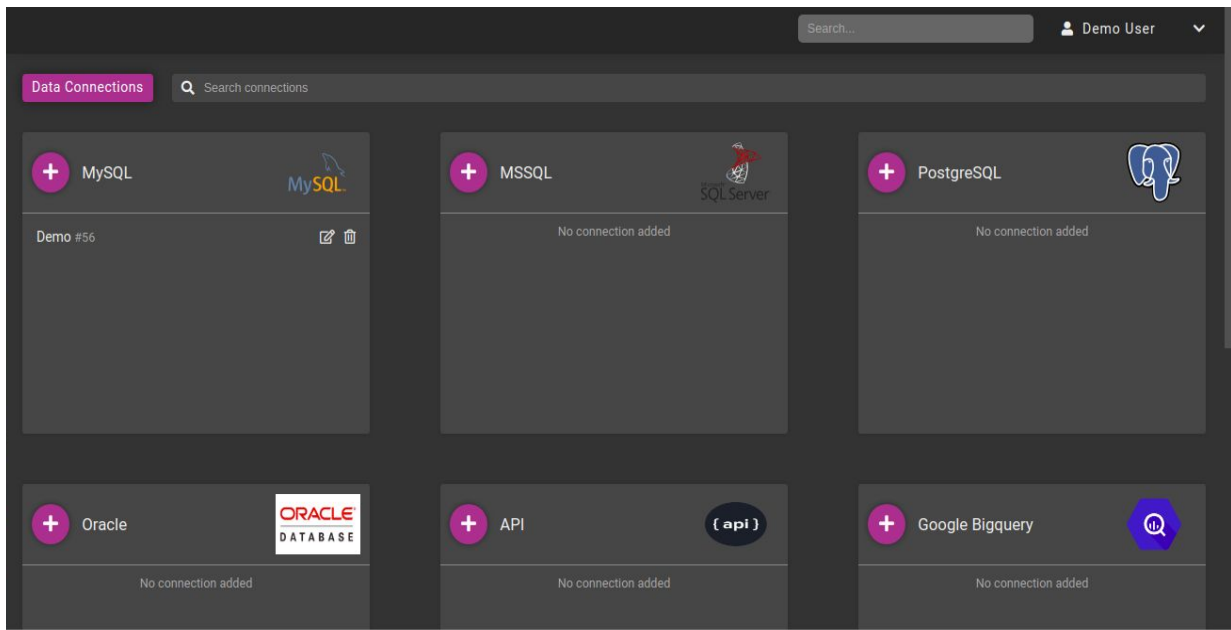 Search...
Demo User
Data Connections
Search connections
MySQL
MySQL
MSSQL
Microsoft
SQL Server
PostgreSQL
Demo #56
No connection added
No connection added
Oracle
ORACLE
DATABASE
API
{api}
Google Bigquery
No connection added
No connection added
No connection added